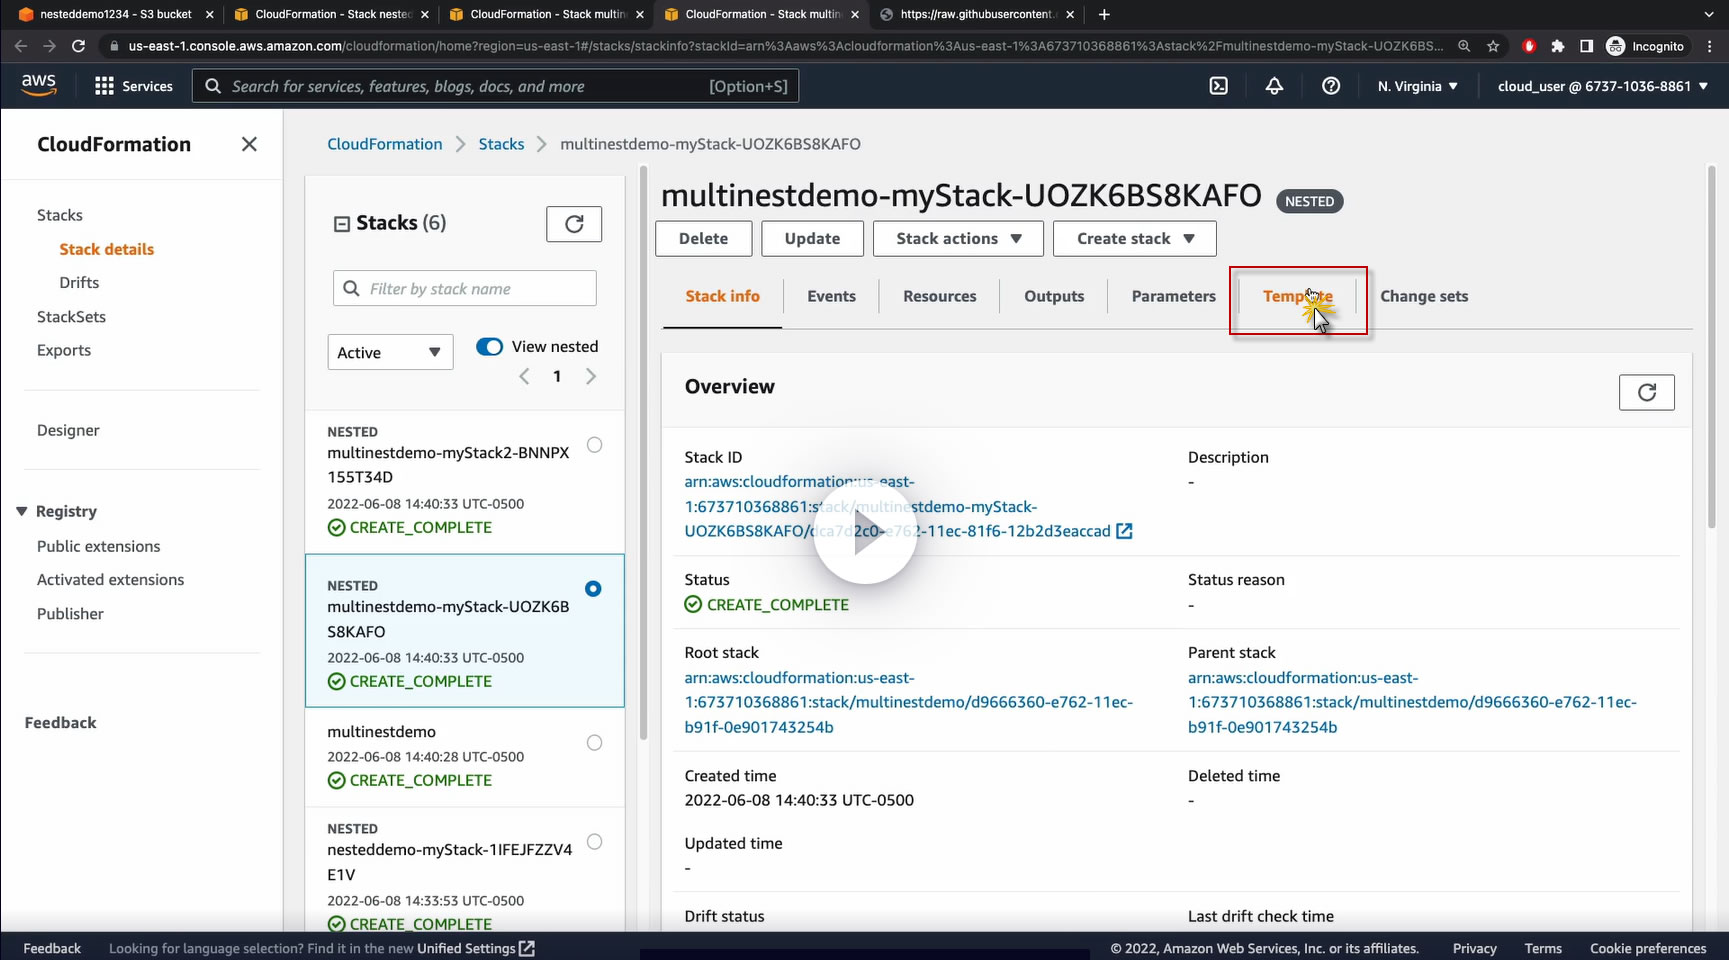 nesteddemo1234 - S3 bucket
CloudFormation - Stack nested
CloudFormation - Stack multin
CloudFormation - Stack multin
https://raw.githubusercontent.
us-east-1.console.aws.amazon.com/cloudformation/home?region=us-east-1#/stacks/stackinfo?stackId=arn%3Aaws%3Acloudformation%3Aus-east-1%3A673710368861%3Astack%2Fmultinestdemo-myStack-UOZK6BS...
Incognito
aws
Services
Search for services, features, blogs, docs, and more
[Option+S]
N. Virginia
cloud_user @ 6737-1036-8861
CloudFormation
Stacks
Stack details
Drifts
StackSets
Exports
Designer
Registry
Public extensions
Activated extensions
Publisher
Feedback
CloudFormation > Stacks > multinestdemo-myStack-UOZK6BS8KAFO
Stacks (6)
Filter by stack name
Active
View nested
1
NESTED
multinestdemo-myStack2-BNNPX
155T34D
2022-06-08 14:40:33 UTC-0500
CREATE_COMPLETE
NESTED
multinestdemo-myStack-UOZK6B
S8KAFO
2022-06-08 14:40:33 UTC-0500
CREATE_COMPLETE
multinestdemo
2022-06-08 14:40:28 UTC-0500
CREATE_COMPLETE
NESTED
nesteddemo-myStack-1IFEJFZZV4
E1V
2022-06-08 14:33:53 UTC-0500
CREATE_COMPLETE
multinestdemo-myStack-UOZK6BS8KAFO NESTED
Delete
Update
Stack actions
Create stack
Stack info
Events
Resources
Outputs
Parameters
Template
Change sets
Overview
Stack ID
arn:aws:cloudformation:us-east-
1:673710368861:stack/multinestdemo-myStack-
UOZK6BS8KAFO/dca7d2c0-e762-11ec-81f6-12b2d3eaccad
Description
-
Status
CREATE_COMPLETE
Status reason
-
Root stack
arn:aws:cloudformation:us-east-
1:673710368861:stack/multinestdemo/d9666360-e762-11ec-
b91f-0e901743254b
Parent stack
arn:aws:cloudformation:us-east-
1:673710368861:stack/multinestdemo/d9666360-e762-11ec-
b91f-0e901743254b
Created time
2022-06-08 14:40:33 UTC-0500
Deleted time
-
Updated time
-
Drift status
Last drift check time
Feedback
Looking for language selection? Find it in the new Unified Settings
© 2022, Amazon Web Services, Inc. or its affiliates.
Privacy
Terms
Cookie preferences